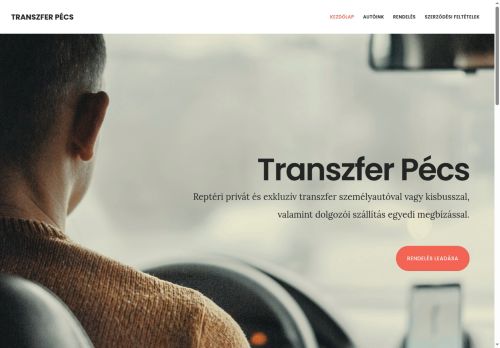 TRANSZFER PÉCS
KEZDŐLAP AUTÓINK RENDELÉS SZERZŐDÉSI FELTÉTELEK
Transzfer Pécs
Reptéri privát és exkluzív transzfer személyautóval vagy kisbusszal,
valamint dolgozói szállítás egyedi megbízással.
RENDELÉS LEADÁSA